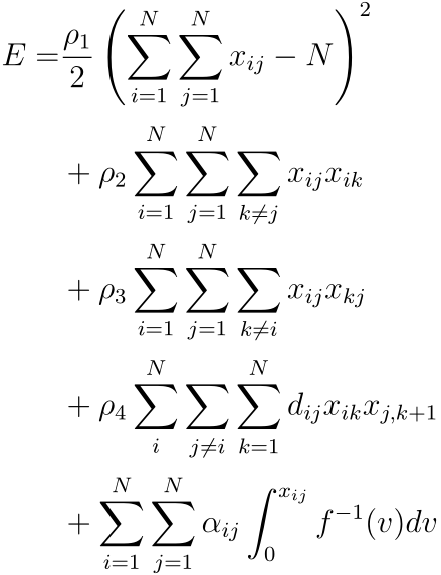 E = \frac{\rho_1}{2} \left( \sum_{i=1}^{N} \sum_{j=1}^{N} x_{ij} - N \right)^2
+ \rho_2 \sum_{i=1}^{N} \sum_{j=1}^{N} \sum_{k \neq j} x_{ij} x_{ik}
+ \rho_3 \sum_{i=1}^{N} \sum_{j=1}^{N} \sum_{k \neq i} x_{ij} x_{kj}
+ \rho_4 \sum_{i}^{N} \sum_{j \neq i} \sum_{k=1}^{N} d_{ij} x_{ik} x_{j,k+1}
+ \sum_{i=1}^{N} \sum_{j=1}^{N} \alpha_{ij} \int_{0}^{x_{ij}} f^{-1}(v) dv